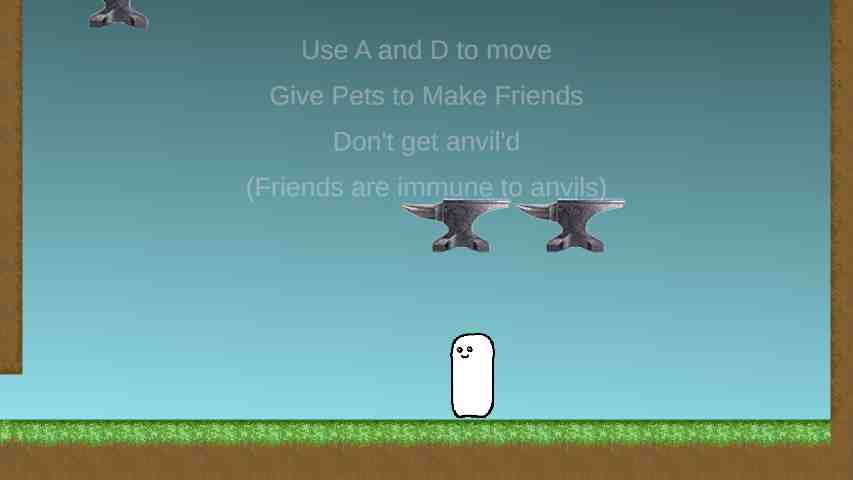 Use A and D to move
Give Pets to Make Friends
Don't get anvil'd
(Friends are immune to anvils)